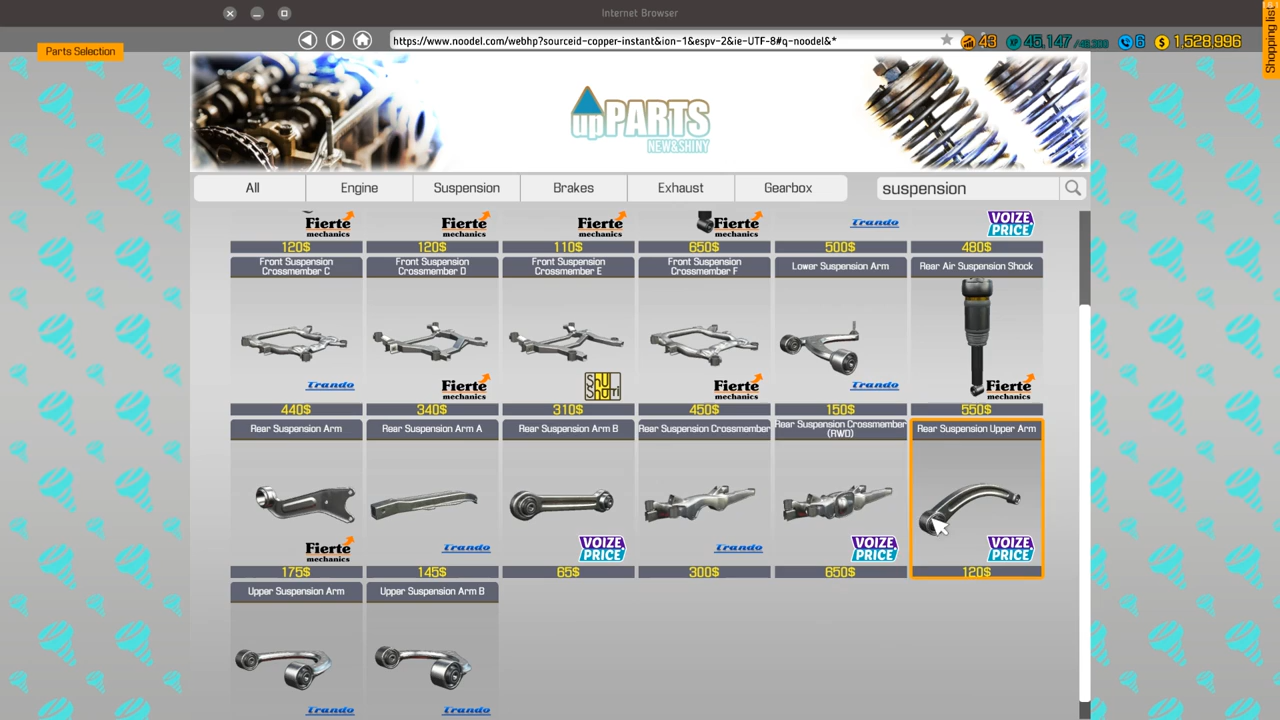 Internet Browser
Parts Selection
https://www.noodel.com/webhp?sourceid-copper-instant&ion-1&espv-2&ie-UTF-8#q-noodel&*
43
45,147
6
$ 1,528,996
Shopping list
upPARTS
NEW&SHINY
All
Engine
Suspension
Brakes
Exhaust
Gearbox
suspension
Fierte mechanics
Fierte mechanics
Fierte mechanics
Fierte mechanics
Trando
VOIZE PRICE
120$
120$
110$
650$
500$
480$
Front Suspension Crossmember C
Front Suspension Crossmember D
Front Suspension Crossmember E
Front Suspension Crossmember F
Lower Suspension Arm
Rear Air Suspension Shock
Trando
Fierte mechanics
Shu Shumi
Fierte mechanics
Trando
Fierte mechanics
440$
340$
310$
450$
150$
550$
Rear Suspension Arm
Rear Suspension Arm A
Rear Suspension Arm B
Rear Suspension Crossmember
Rear Suspension Crossmember (RWD)
Rear Suspension Upper Arm
Fierte mechanics
Trando
VOIZE PRICE
Trando
VOIZE PRICE
VOIZE PRICE
175$
145$
65$
300$
650$
120$
Upper Suspension Arm
Upper Suspension Arm B
Trando
Trando